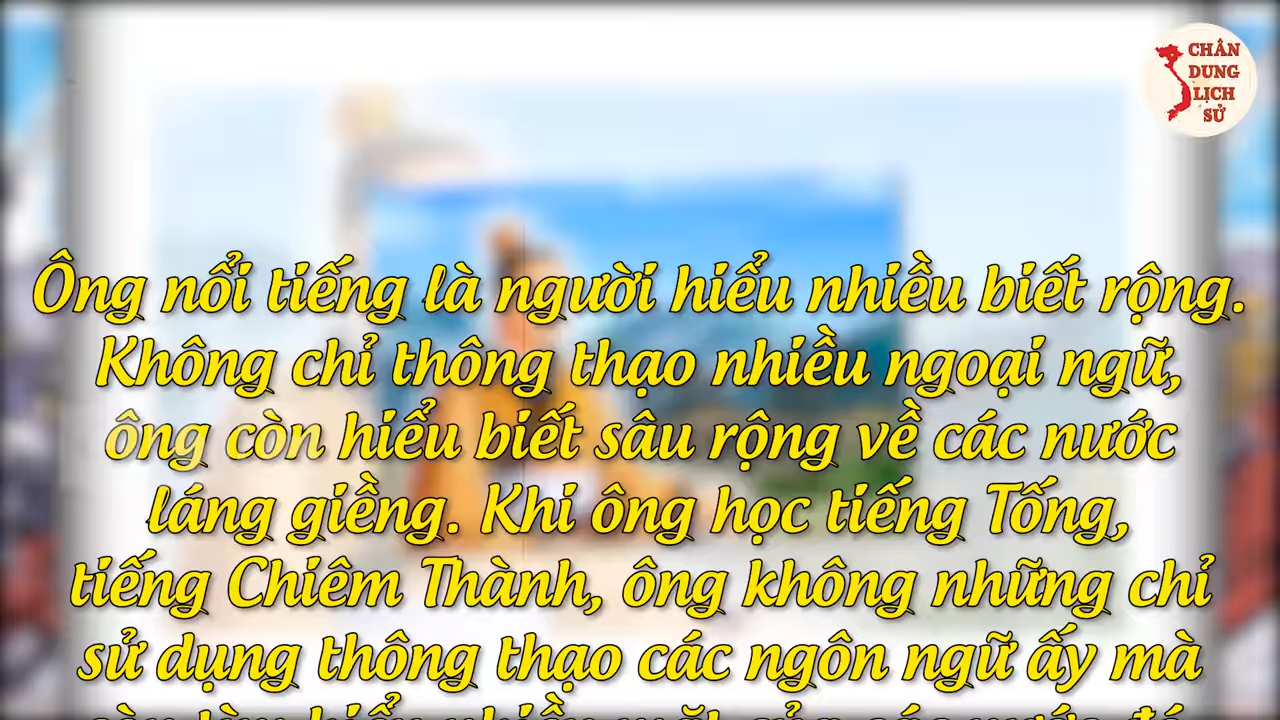 CHÂN
DUNG
LỊCH
SỬ
Ông nổi tiếng là người hiểu nhiều biết rộng.
Không chỉ thông thạo nhiều ngoại ngữ,
ông còn hiểu biết sâu rộng về các nước
láng giềng. Khi ông học tiếng Tống,
tiếng Chiêm Thành, ông không những chỉ
sử dụng thông thạo các ngôn ngữ ấy mà